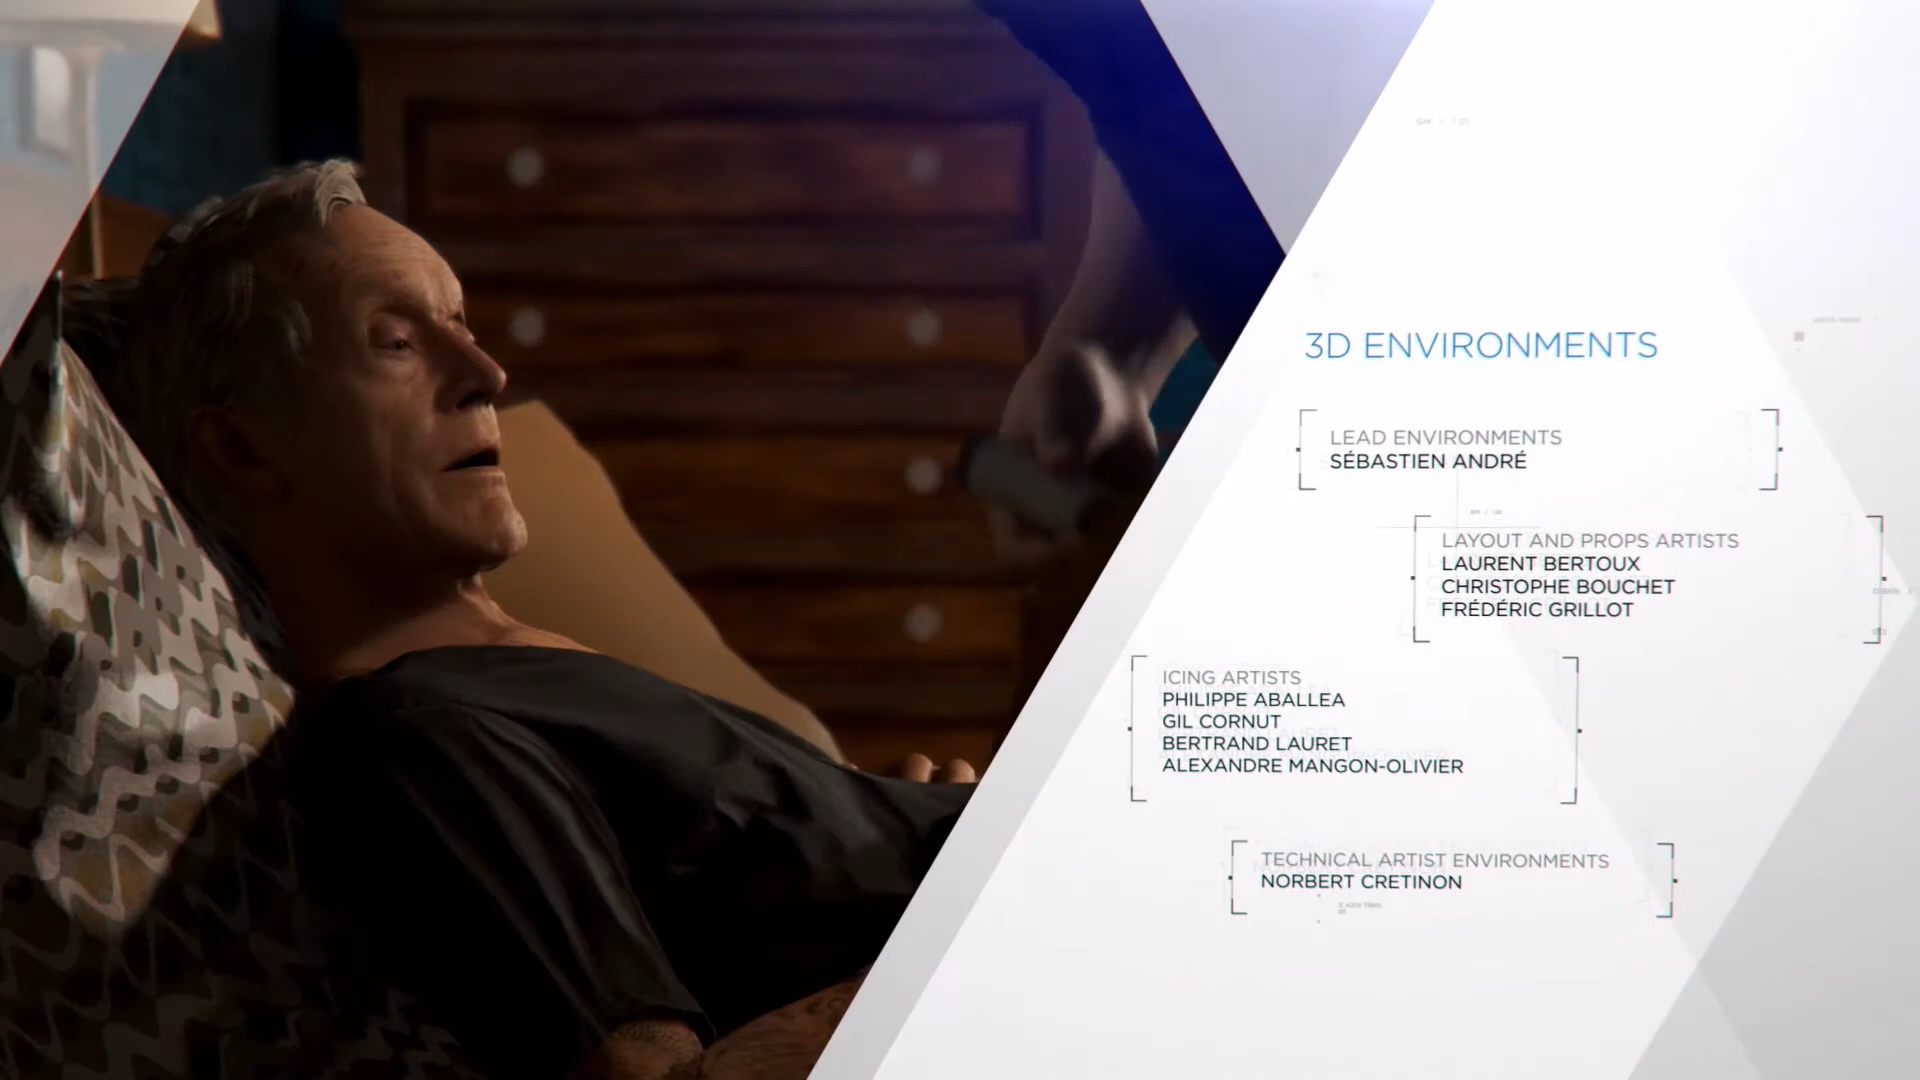 3D ENVIRONMENTS
LEAD ENVIRONMENTS
SÉBASTIEN ANDRÉ
LAYOUT AND PROPS ARTISTS
LAURENT BERTOUX
CHRISTOPHE BOUCHET
FRÉDÉRIC GRILLOT
ICING ARTISTS
PHILIPPE ABALLEA
GIL CORNUT
BERTRAND LAURET
ALEXANDRE MANGON-OLIVIER
TECHNICAL ARTIST ENVIRONMENTS
NORBERT CRETINON